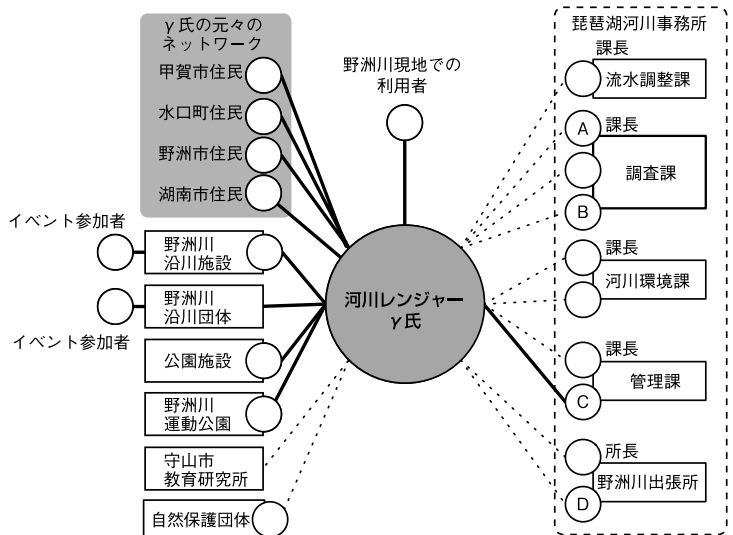 γ氏の元々の
ネットワーク
甲賀市住民
水口町住民
野洲市住民
湖南市住民
野洲川現地での
利用者
イベント参加者
野洲川
沿川施設
野洲川
沿川団体
イベント参加者
公園施設
野洲川
運動公園
守山市
教育研究所
自然保護団体
河川レンジャー
γ氏
琵琶湖河川事務所
課長
流水調整課
A
課長
調査課
B
課長
河川環境課
課長
管理課
C
所長
野洲川出張所
D